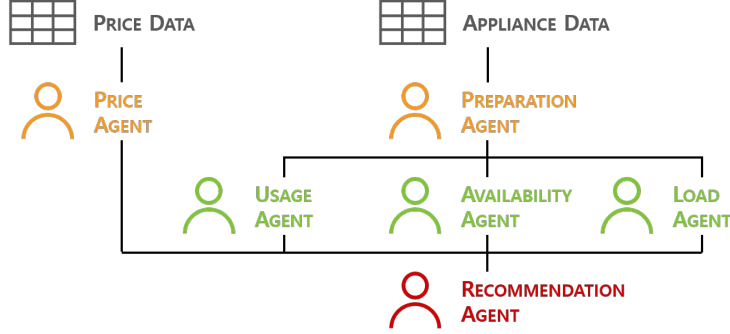 Price Data
Appliance Data
Price
Agent
Preparation
Agent
Usage
Agent
Availability
Agent
Load
Agent
Recommendation
Agent